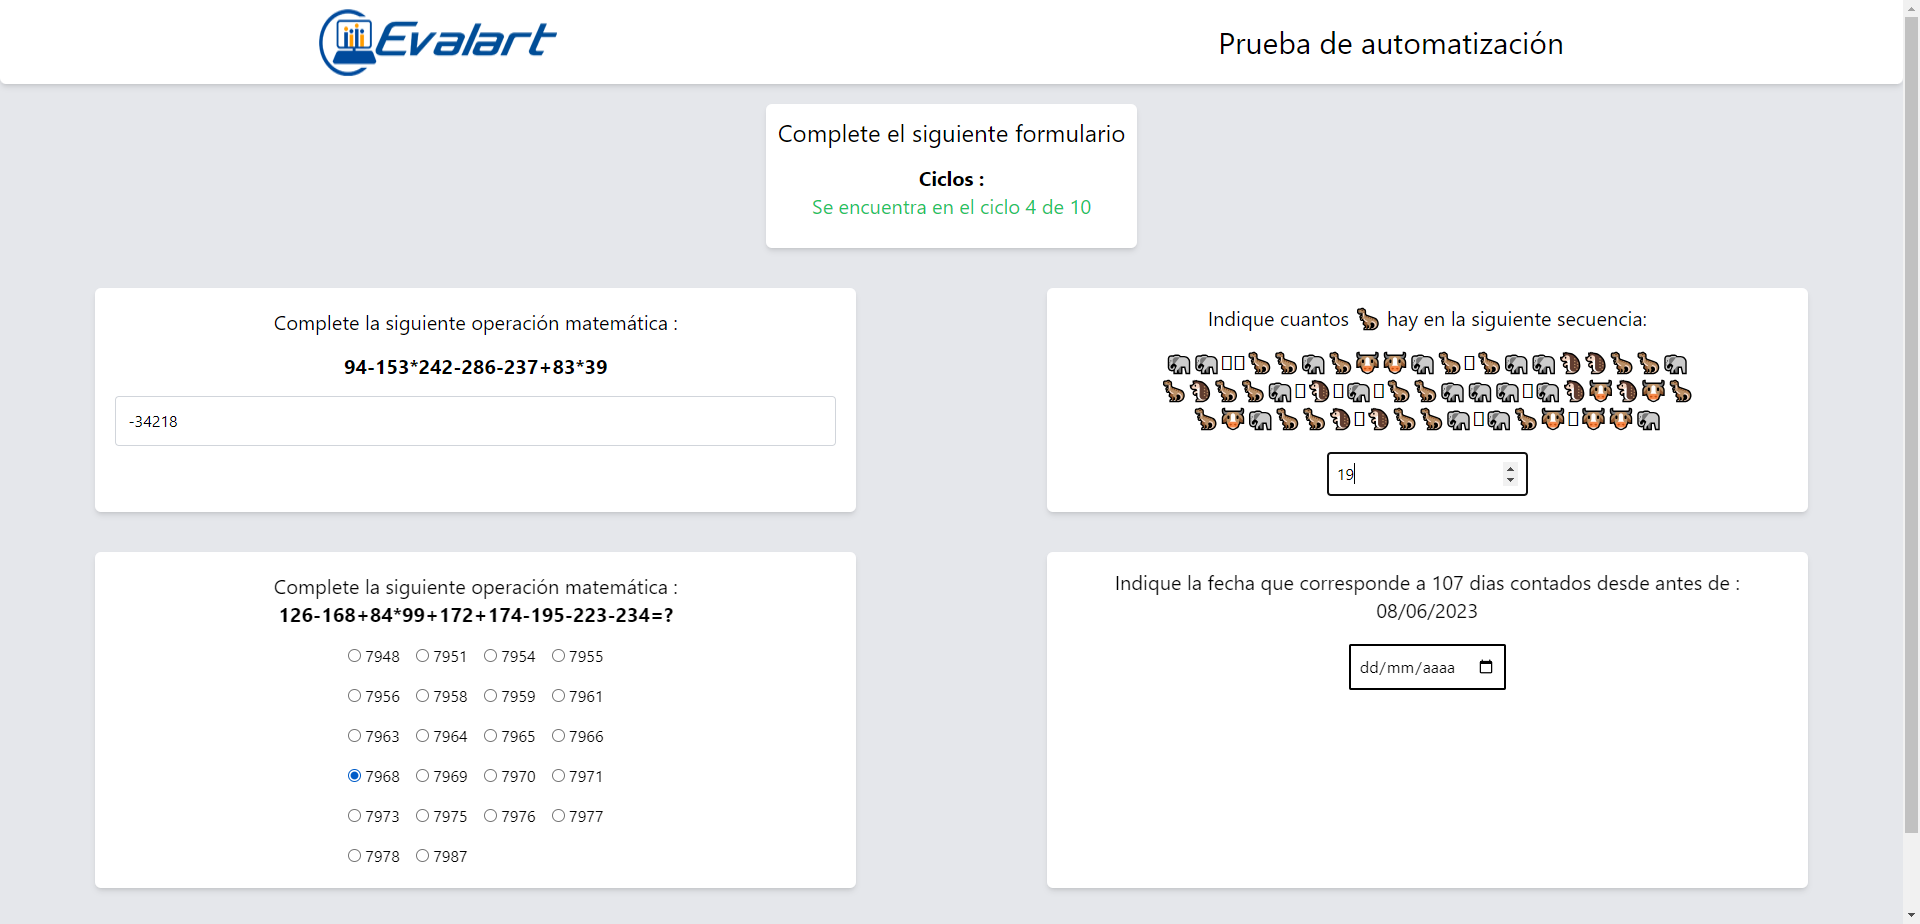 Evalart
Prueba de automatización
Complete el siguiente formulario
Ciclos :
Se encuentra en el ciclo 4 de 10
Complete la siguiente operación matemática :
94-153*242-286-237+83*39
-34218
Indique cuantos 🐅 hay en la siguiente secuencia:
19
Complete la siguiente operación matemática :
126-168+84*99+172+174-195-223-234=?
7948 7951 7954 7955
7956 7958 7959 7961
7963 7964 7965 7966
7968 7969 7970 7971
7973 7975 7976 7977
7978 7987
Indique la fecha que corresponde a 107 dias contados desde antes de :
08/06/2023
dd/mm/aaaa